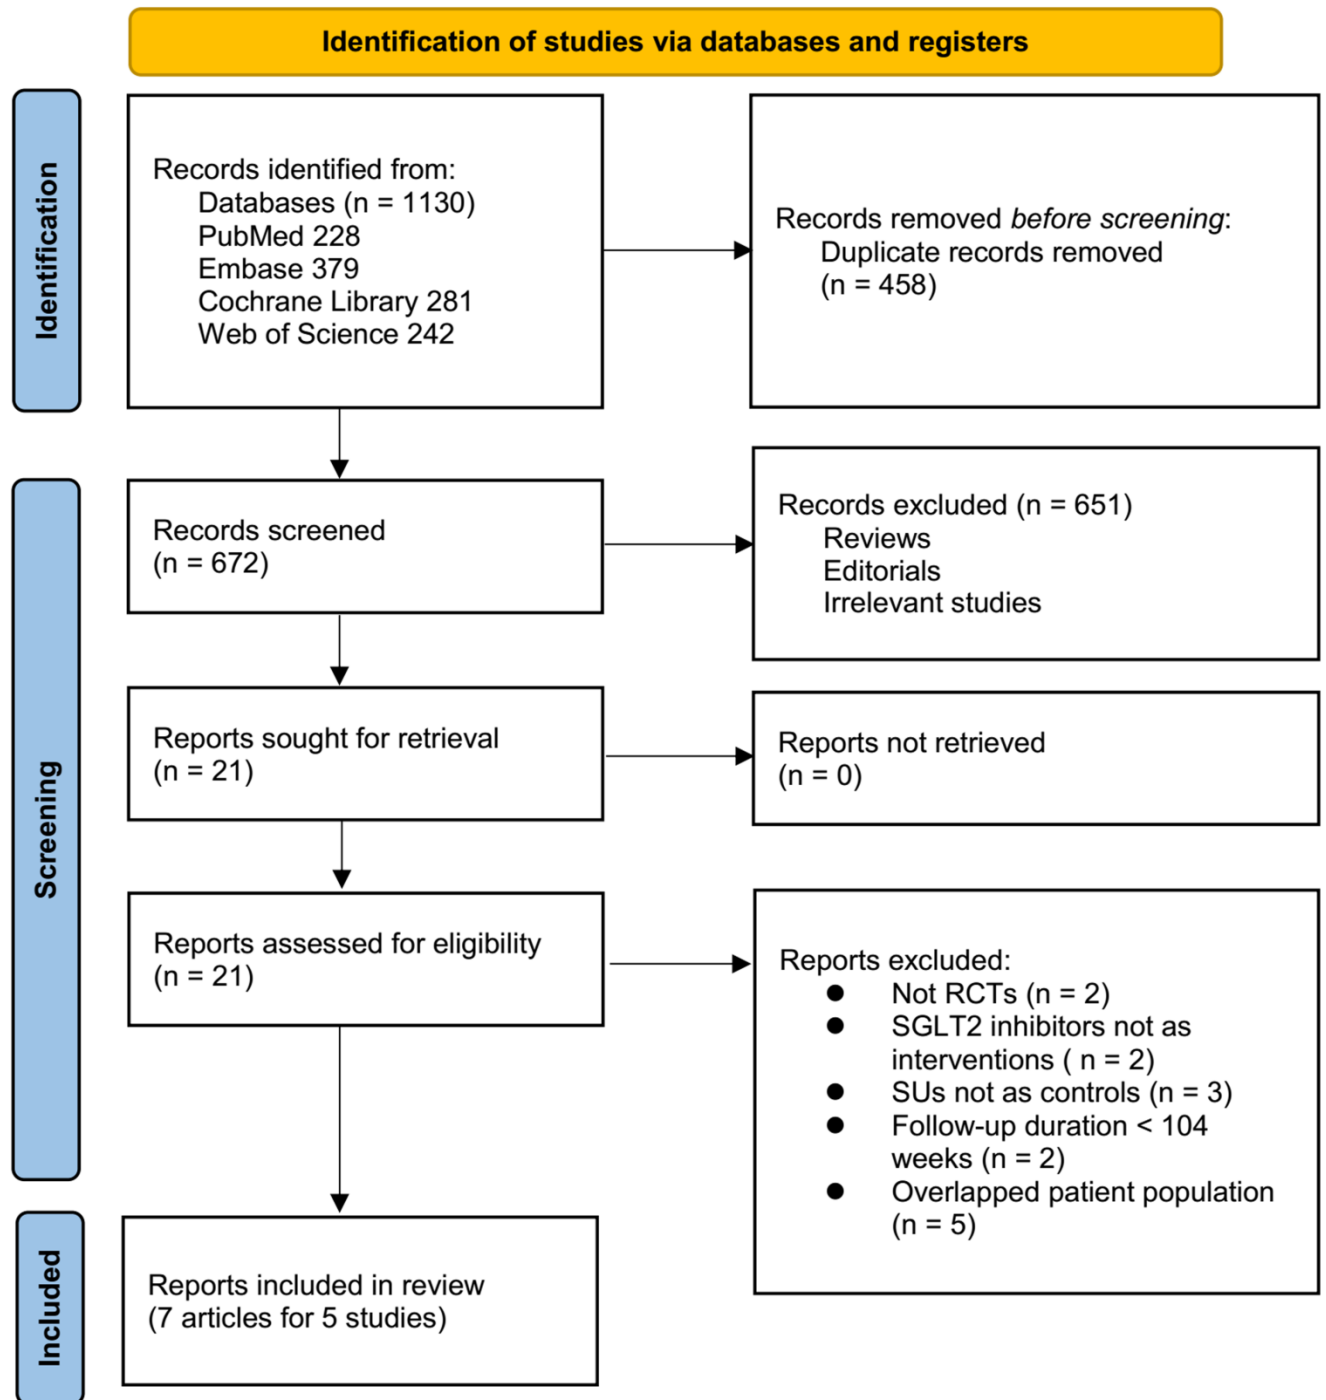 Identification of studies via databases and registers
Identification
Records identified from:
Databases (n = 1130)
PubMed 228
Embase 379
Cochrane Library 281
Web of Science 242
Records removed before screening:
Duplicate records removed
(n = 458)
Screening
Records screened
(n = 672)
Records excluded (n = 651)
Reviews
Editorials
Irrelevant studies
Reports sought for retrieval
(n = 21)
Reports not retrieved
(n = 0)
Reports assessed for eligibility
(n = 21)
Reports excluded:
● Not RCTs (n = 2)
● SGLT2 inhibitors not as
interventions ( n = 2)
● SUs not as controls (n = 3)
● Follow-up duration < 104
weeks (n = 2)
● Overlapped patient population
(n = 5)
Included
Reports included in review
(7 articles for 5 studies)